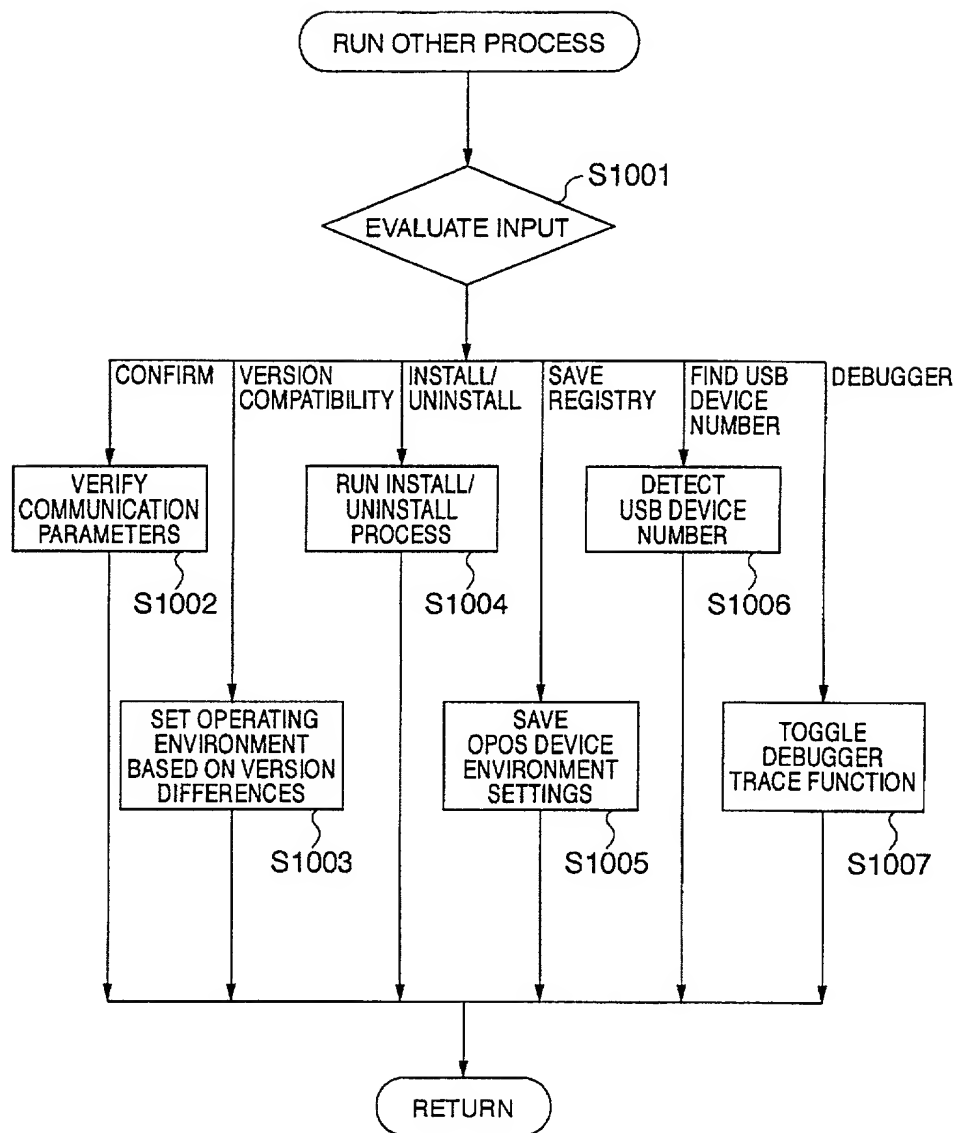 RUN OTHER PROCESS
S1001
EVALUATE INPUT
CONFIRM
VERSION
COMPATIBILITY
INSTALL/
UNINSTALL
SAVE
REGISTRY
FIND USB
DEVICE
NUMBER
DEBUGGER
VERIFY
COMMUNICATION
PARAMETERS
S1002
RUN INSTALL/
UNINSTALL
PROCESS
S1004
DETECT
USB DEVICE
NUMBER
S1006
SET OPERATING
ENVIRONMENT
BASED ON VERSION
DIFFERENCES
S1003
SAVE
OPOS DEVICE
ENVIRONMENT
SETTINGS
S1005
TOGGLE
DEBUGGER
TRACE FUNCTION
S1007
RETURN